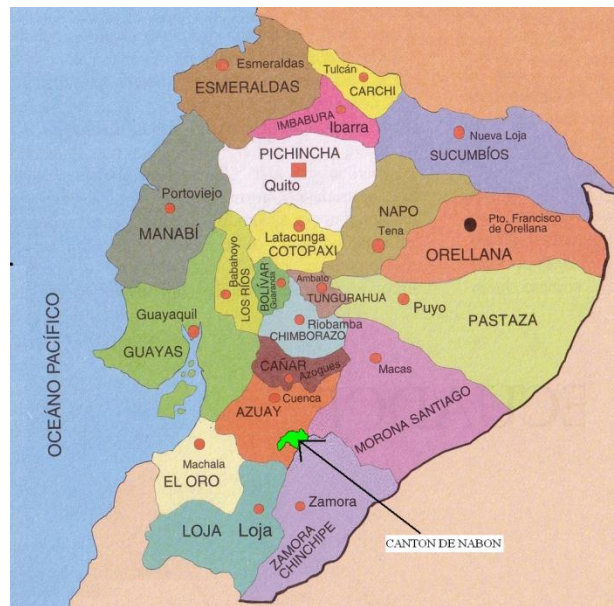 Esmeraldas
ESMERALDAS
Tulcán
CARCHI
IMBABURA
Ibarra
PICHINCHA
Quito
Nueva Loja
SUCUMBÍOS
Portoviejo
MANABÍ
NAPO
Tena
Pto. Francisco
de Orellana
ORELLANA
Latacunga
COTOPAXI
Babahoyo
LOS RÍOS
BOLÍVAR
Guaranda
Ambato
TUNGURAHUA
Puyo
PASTAZA
Guayaquil
GUAYAS
Riobamba
CHIMBORAZO
OCEÁNO PACÍFICO
CAÑAR
Azogues
Macas
MORONA SANTIAGO
Cuenca
AZUAY
Machala
EL ORO
LOJA
Loja
Zamora
ZAMORA
CHINCHIPE
CANTON DE NABON